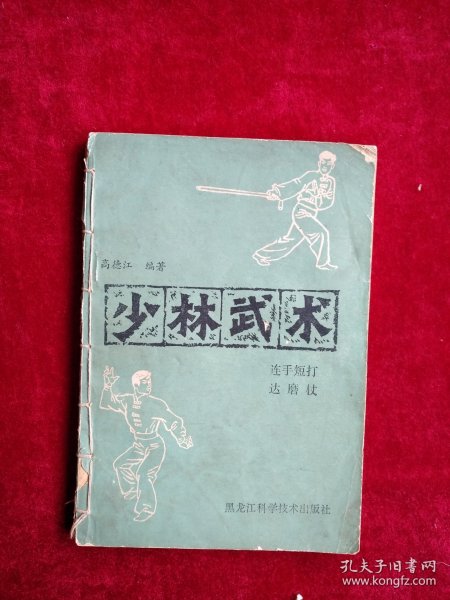 高德江 编著
少林武术
连手短打
达磨杖
黑龙江科学技术出版社
孔夫子旧书网
www.kongfz.com